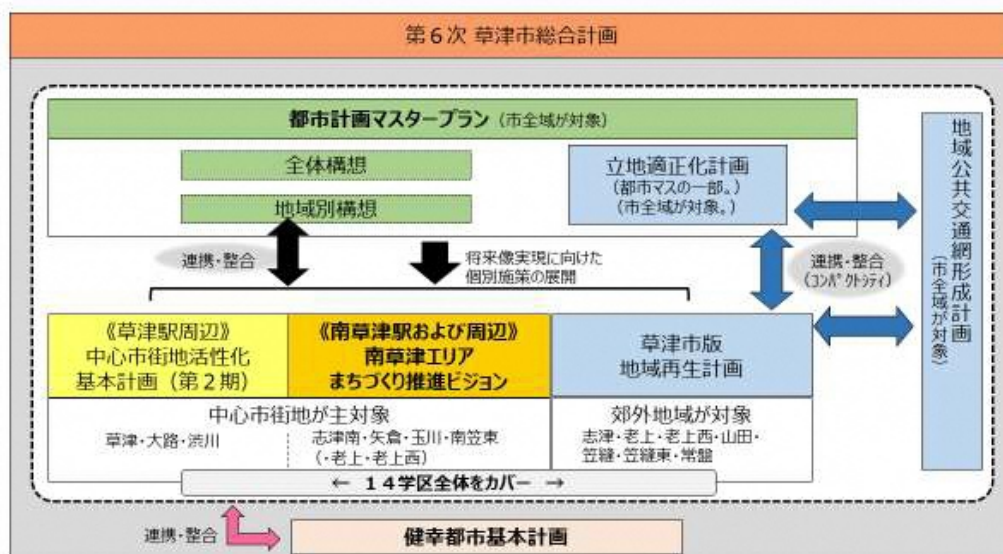 第６次 草津市総合計画
都市計画マスタープラン（市全域が対象）
全体構想
地域別構想
立地適正化計画
（都市マスの一部。）
（市全域が対象。）
地域公共交通網形成計画
（市全域が対象）
連携・整合
将来像実現に向けた
個別施策の展開
連携・整合
（ｺﾝﾊﾟｸﾄｼﾃｨ）
《草津駅周辺》
中心市街地活性化
基本計画（第２期）
《南草津駅および周辺》
南草津エリア
まちづくり推進ビジョン
草津市版
地域再生計画
中心市街地が主対象
草津・大路・渋川
志津南・矢倉・玉川・南笠東
（・老上・老上西）
郊外地域が対象
志津・老上・老上西・山田・
笠縫・笠縫東・常盤
← １４学区全体をカバー →
連携・整合
健幸都市基本計画